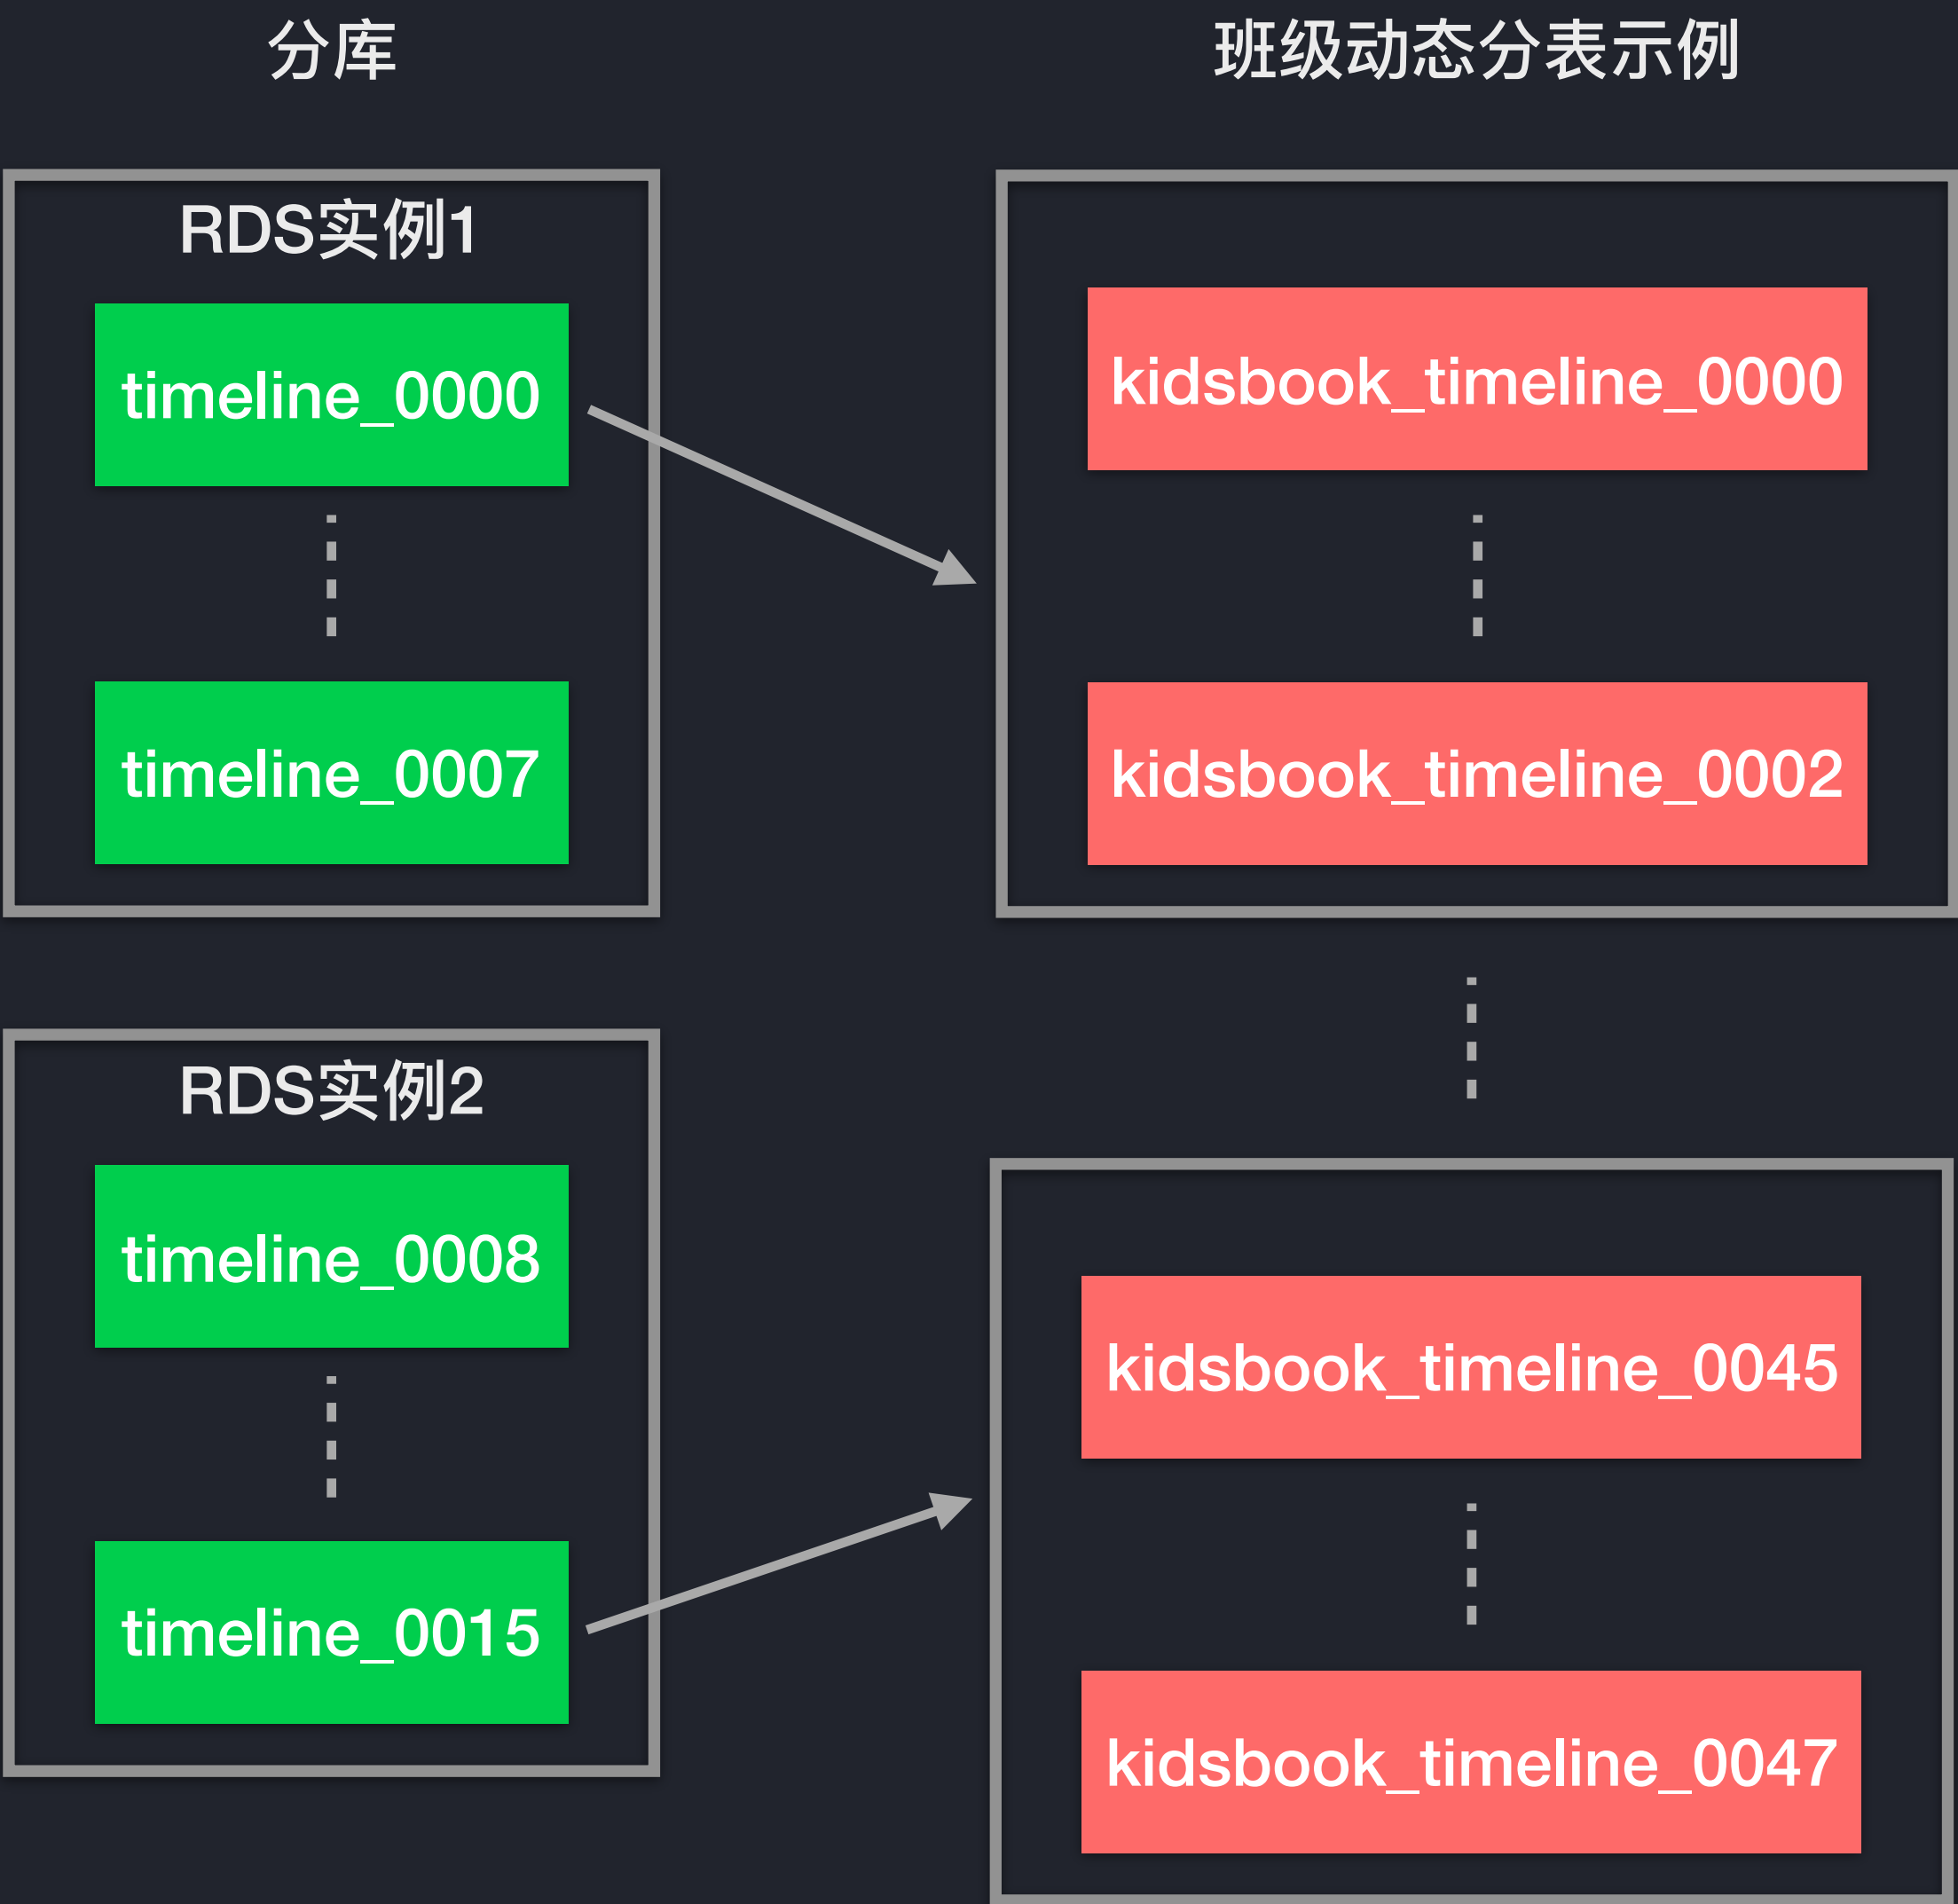 分库
班级动态分表示例
RDS实例1
timeline_0000
timeline_0007
kidsbook_timeline_0000
kidsbook_timeline_0002
RDS实例2
timeline_0008
timeline_0015
kidsbook_timeline_0045
kidsbook_timeline_0047